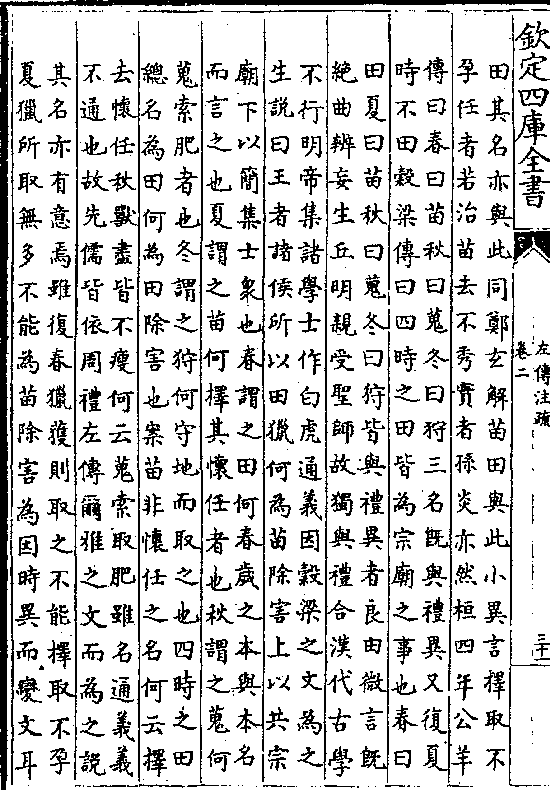 欽定四庫全書
左傳注疏
卷二
三十一
田其名亦與此同鄭玄解苗田與此小異言擇取不
孕任者若治苗去不秀實者孫炎亦然桓四年公羊
傳曰春曰苗秋曰蒐冬曰狩三名既與禮異又復夏
時不田穀梁傳曰四時之田皆為宗廟之事也春曰
田夏曰苗秋曰蒐冬曰狩皆與禮異者良由微言既
絶曲辨妄生丘明親受聖師故獨與禮合漢代古學
不行明帝集諸學士作白虎通義因穀梁之文為之
生說曰王者諸侯所以田獵何為苗除害上以共宗
廟下以簡集士衆也春謂之田何春歲之本與本名
而言之也夏謂之苗何擇其懷任者也秋謂之蒐何
蒐索肥者也冬謂之狩何守地而取之也四時之田
總名為田何為田除害也案苗非懷任之名何云擇
去懷任秋獸盡皆不瘦何云蒐索取肥雖名通義義
不通也故先儒皆依周禮左傳爾雅之文而為之說
其名亦有意焉雖復春獵獲則取之不能擇取不孕
夏獵所取無多不能為苗除害為因時異而變文耳